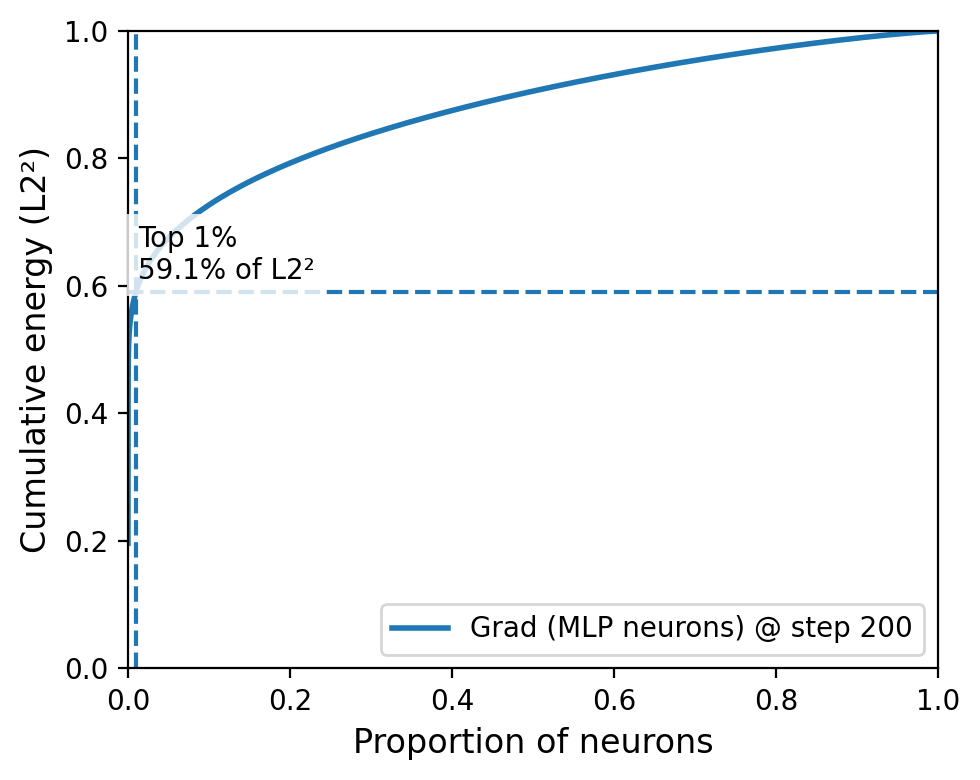 1.0
0.8
0.6
0.4
0.2
0.0
Cumulative energy (L2²)
Top 1%
59.1% of L2²
Grad (MLP neurons) @ step 200
0.0 0.2 0.4 0.6 0.8 1.0
Proportion of neurons